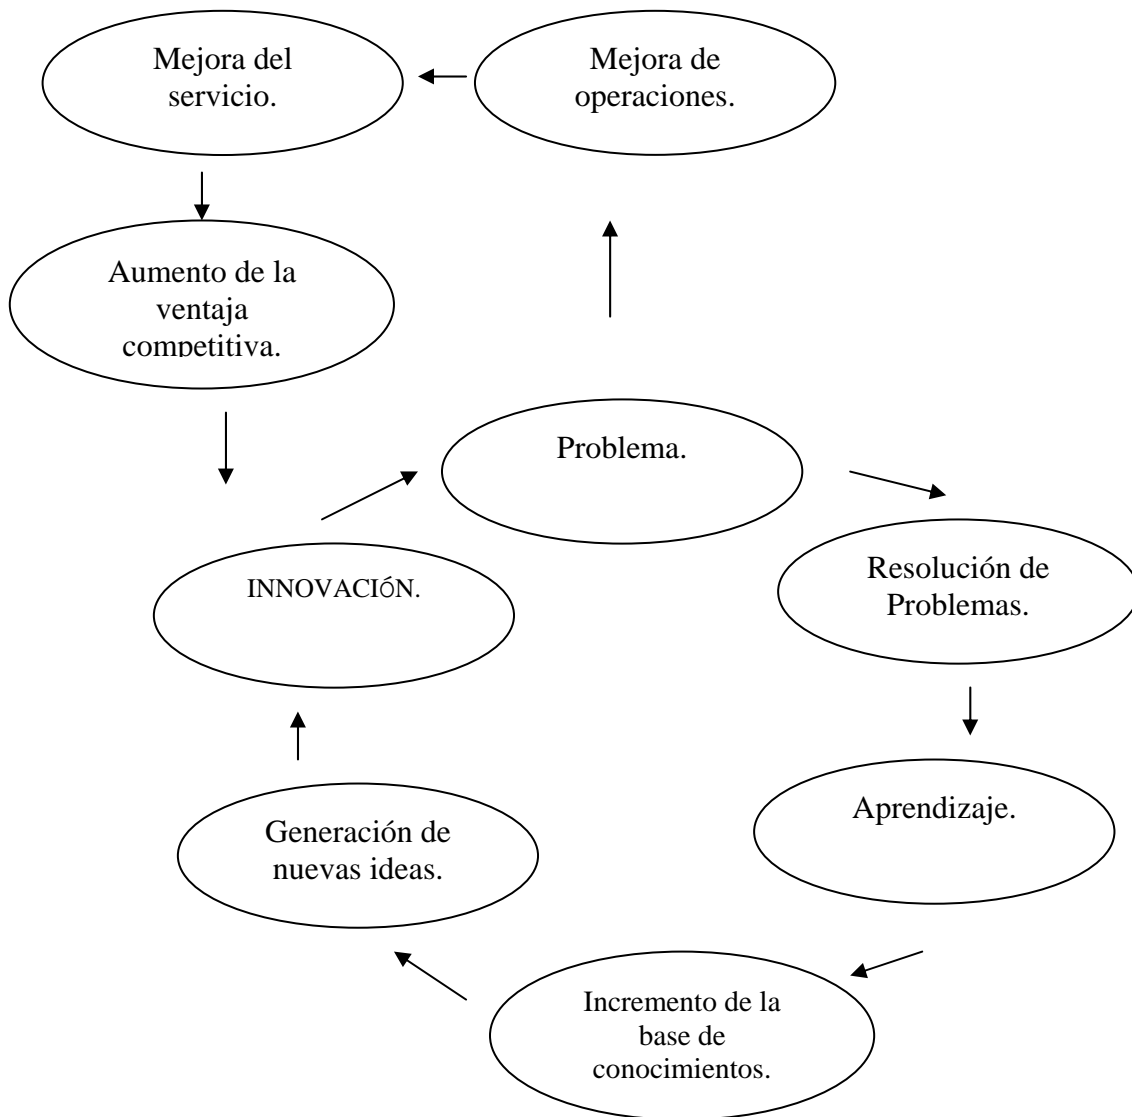 Mejora del
servicio.
Mejora de
operaciones.
Aumento de la
ventaja
competitiva.
Problema.
INNOVACIÓN.
Resolución de
Problemas.
Generación de
nuevas ideas.
Aprendizaje.
Incremento de la
base de
conocimientos.